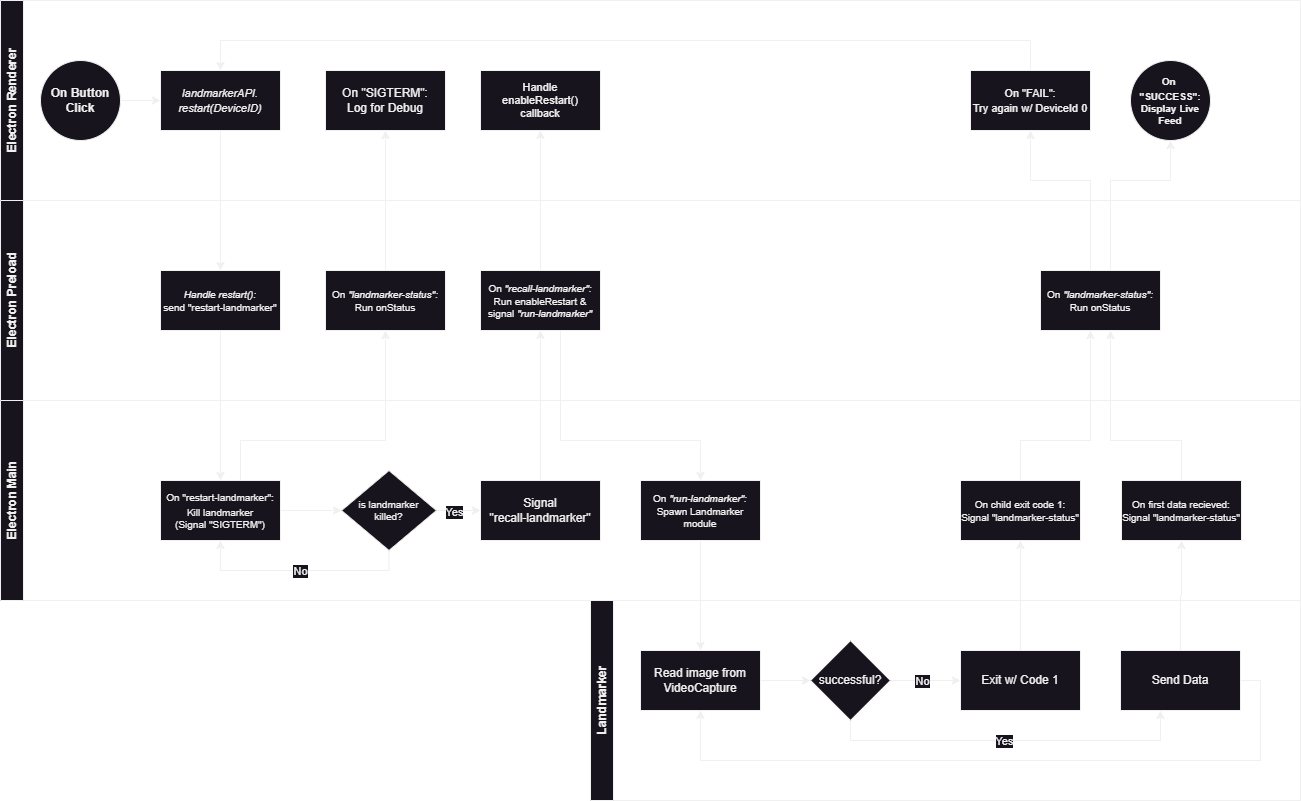 Electron Renderer
On Button
Click
landmarkerAPI.
restart(DeviceID)
On "SIGTERM":
Log for Debug
Handle
enableRestart()
callback
On "FAIL":
Try again w/ DeviceId 0
On
"SUCCESS":
Display Live
Feed
Electron Preload
Handle restart():
send "restart-landmarker"
On "landmarker-status":
Run onStatus
On "recall-landmarker":
Run enableRestart &
signal "run-landmarker"
On "landmarker-status":
Run onStatus
Electron Main
On "restart-landmarker":
Kill landmarker
(Signal "SIGTERM")
is landmarker
killed?
Yes
No
Signal
"recall-landmarker"
On "run-landmarker":
Spawn Landmarker
module
On child exit code 1:
Signal "landmarker-status"
On first data recieved:
Signal "landmarker-status"
Landmarker
Read image from
VideoCapture
successful?
No
Yes
Exit w/ Code 1
Send Data